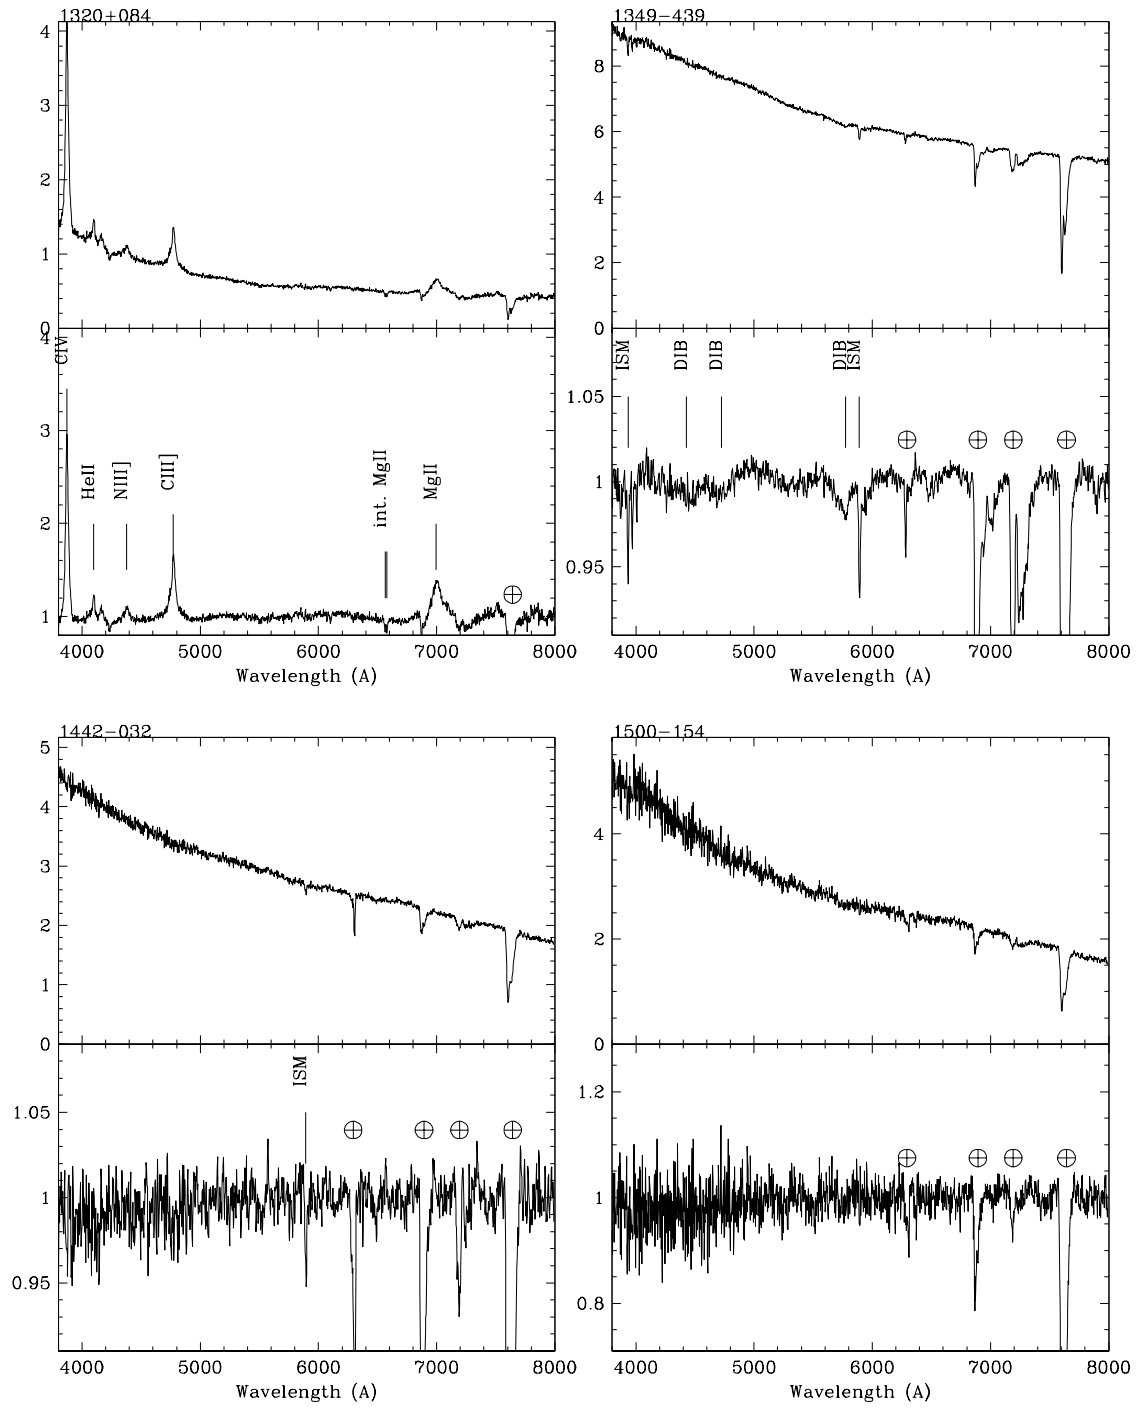 1320+084
4
3
2
1
0
CIV
4
3
2
1
HeII
NIII]
CIII]
int. MgII
MgII
4000 5000 6000 7000 8000
Wavelength (A)
1349−439
8
6
4
2
0
ISM DIB DIB DIB ISM
1.05
1
0.95
4000 5000 6000 7000 8000
Wavelength (A)
1442−032
5
4
3
2
1
0
ISM
1.05
1
0.95
4000 5000 6000 7000 8000
Wavelength (A)
1500−154
4
2
0
1.2
1
0.8
4000 5000 6000 7000 8000
Wavelength (A)